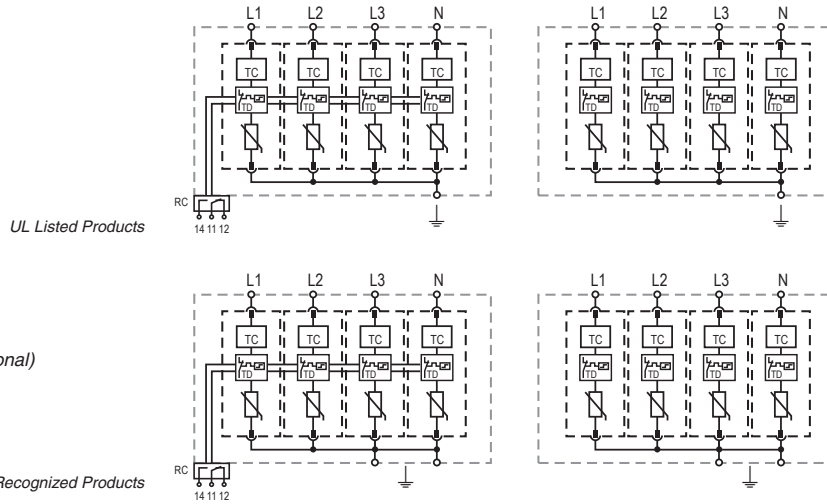 L1 L2 L3 N L1 L2 L3 N
TC TC TC TC TC TC TC TC
TD TD TD TD TD TD TD TD
RC
UL Listed Products
14 11 12
L1 L2 L3 N L1 L2 L3 N
TC TC TC TC TC TC TC TC
onal)
TD TD TD TD TD TD TD TD
RC
Recognized Products
14 11 12